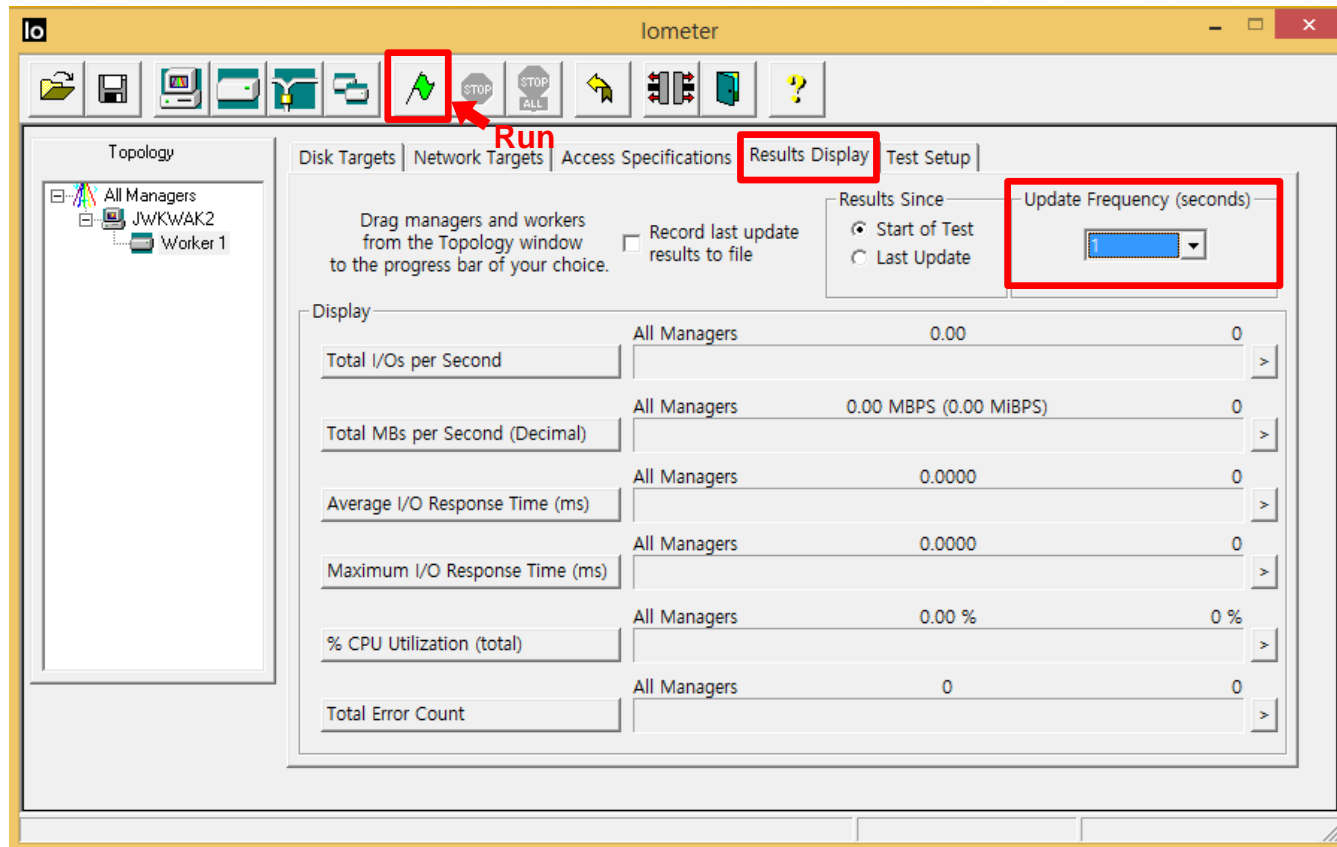 Io
Iometer
STOP
STOP
ALL
?
Run
Topology
All Managers
JWKWAK2
Worker 1
Disk Targets
Network Targets
Access Specifications
Results Display
Test Setup
Drag managers and workers
from the Topology window
to the progress bar of your choice.
Record last update
results to file
Results Since
Start of Test
Last Update
Update Frequency (seconds)
1
Display
All Managers 0.00 0
Total I/Os per Second >
All Managers 0.00 MBPS (0.00 MiBPS) 0
Total MBs per Second (Decimal) >
All Managers 0.0000 0
Average I/O Response Time (ms) >
All Managers 0.0000 0
Maximum I/O Response Time (ms) >
All Managers 0.00 % 0 %
% CPU Utilization (total) >
All Managers 0 0
Total Error Count >